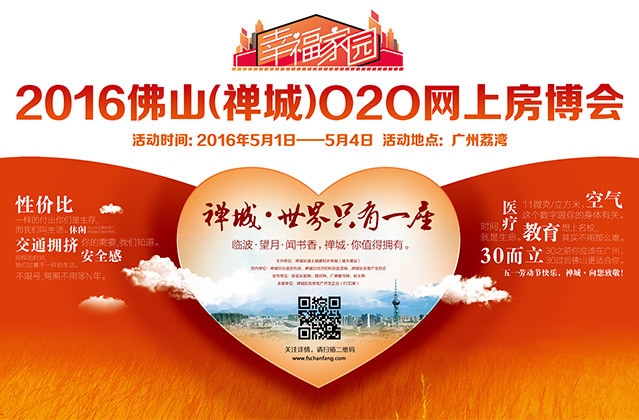 幸福家园
2016佛山(禅城)O2O网上房博会
活动时间: 2016年5月1日——5月4日 活动地点: 广州荔湾
性价比
一样的付出你们是生存,
而我们叫生活。休闲
交通拥挤 你的需要,我们知道。
安全感
不限号,驾照不用等N年。
禅城·世界只有一座
临波·望月·闻书香,禅城·你值得拥有。
关注详情,请扫描二维码
www.fschanfang.com
11微克/立方米,空气
这个数字跟你的身体有关。
医疗
时间,
就是生命。
教育 想上名校,
其实不用那么难。
30而立 30之前你应该在广州,
30过后佛山更适合你。
五一劳动节快乐,禅城·向您致敬!